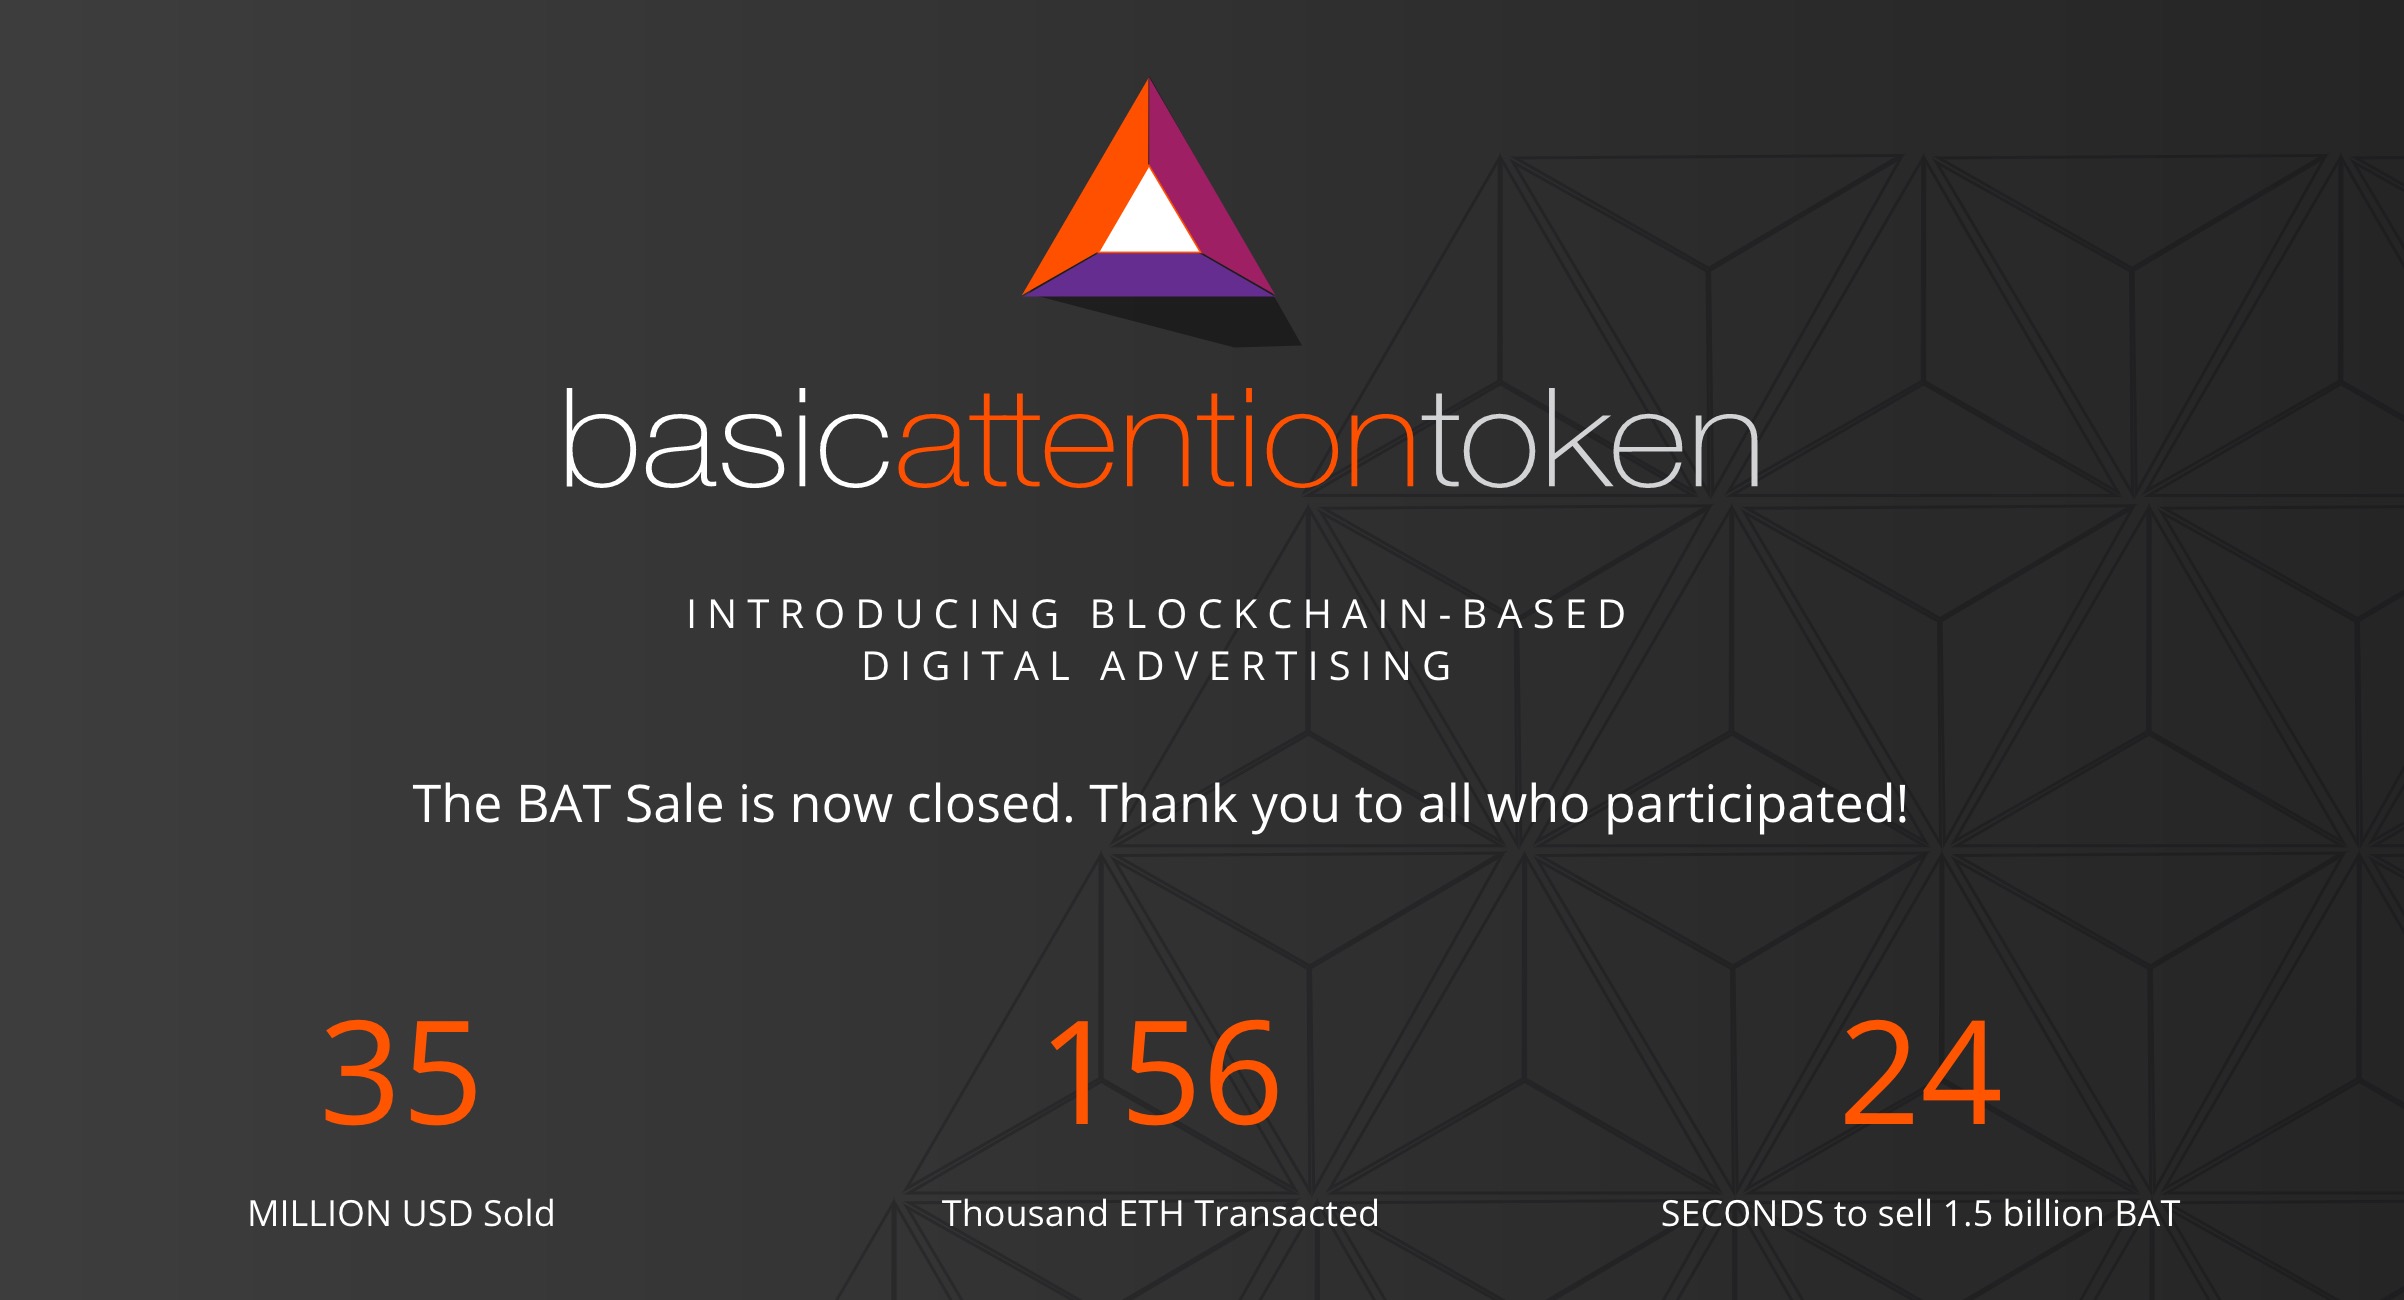 basicattentiontoken
INTRODUCING BLOCKCHAIN-BASED
DIGITAL ADVERTISING
The BAT Sale is now closed. Thank you to all who participated!
35
156
24
MILLION USD Sold
Thousand ETH Transacted
SECONDS to sell 1.5 billion BAT